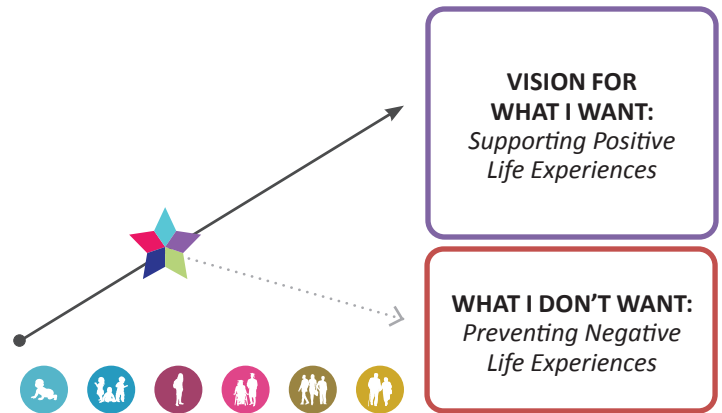 VISION FOR
WHAT I WANT:
Supporting Positive
Life Experiences
WHAT I DON’T WANT:
Preventing Negative
Life Experiences